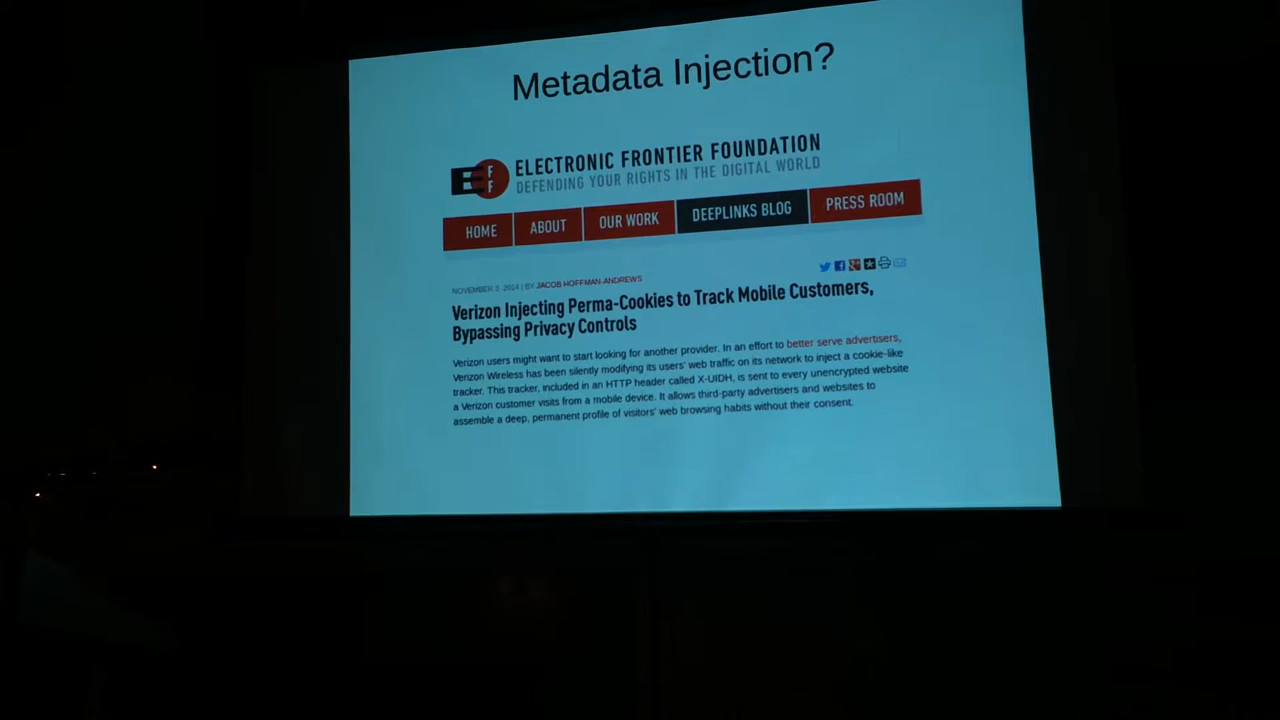 Metadata Injection?
EFF
ELECTRONIC FRONTIER FOUNDATION
DEFENDING YOUR RIGHTS IN THE DIGITAL WORLD
HOME ABOUT OUR WORK DEEPLINKS BLOG PRESS ROOM
NOVEMBER 3, 2014 | BY JACOB HOFFMAN-ANDREWS
Verizon Injecting Perma-Cookies to Track Mobile Customers,
Bypassing Privacy Controls
Verizon users might want to start looking for another provider. In an effort to better serve advertisers,
Verizon Wireless has been silently modifying its users' web traffic on its network to inject a cookie-like
tracker. This tracker, included in an HTTP header called X-UIDH, is sent to every unencrypted website
a Verizon customer visits from a mobile device. It allows third-party advertisers and websites to
assemble a deep, permanent profile of visitors' web browsing habits without their consent.